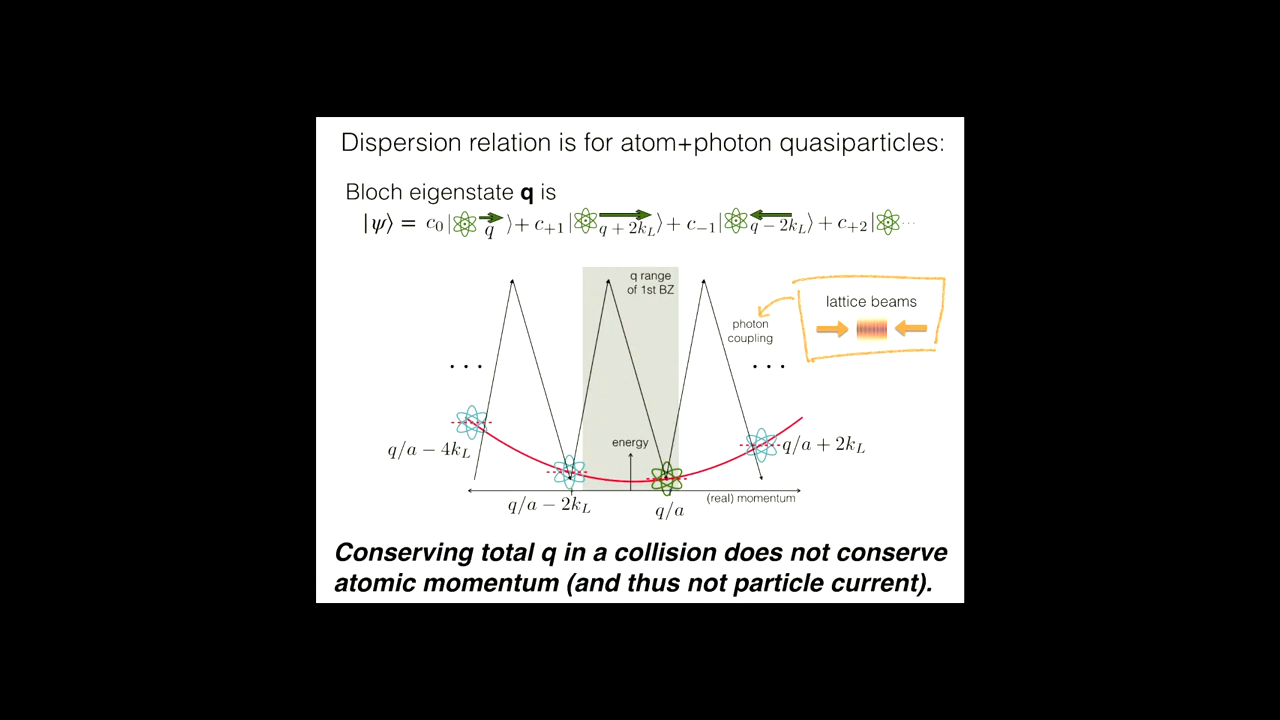 Dispersion relation is for atom+photon quasiparticles:
Bloch eigenstate q is
|ψ⟩ = c₀| q ⟩ + c₊₁| q + 2k_L⟩ + c₋₁| q − 2k_L⟩ + c₊₂| ···
q range
of 1st BZ
lattice beams
photon
coupling
· · ·
· · ·
energy
q/a − 4k_L
q/a + 2k_L
(real) momentum
q/a − 2k_L
q/a
Conserving total q in a collision does not conserve
atomic momentum (and thus not particle current).